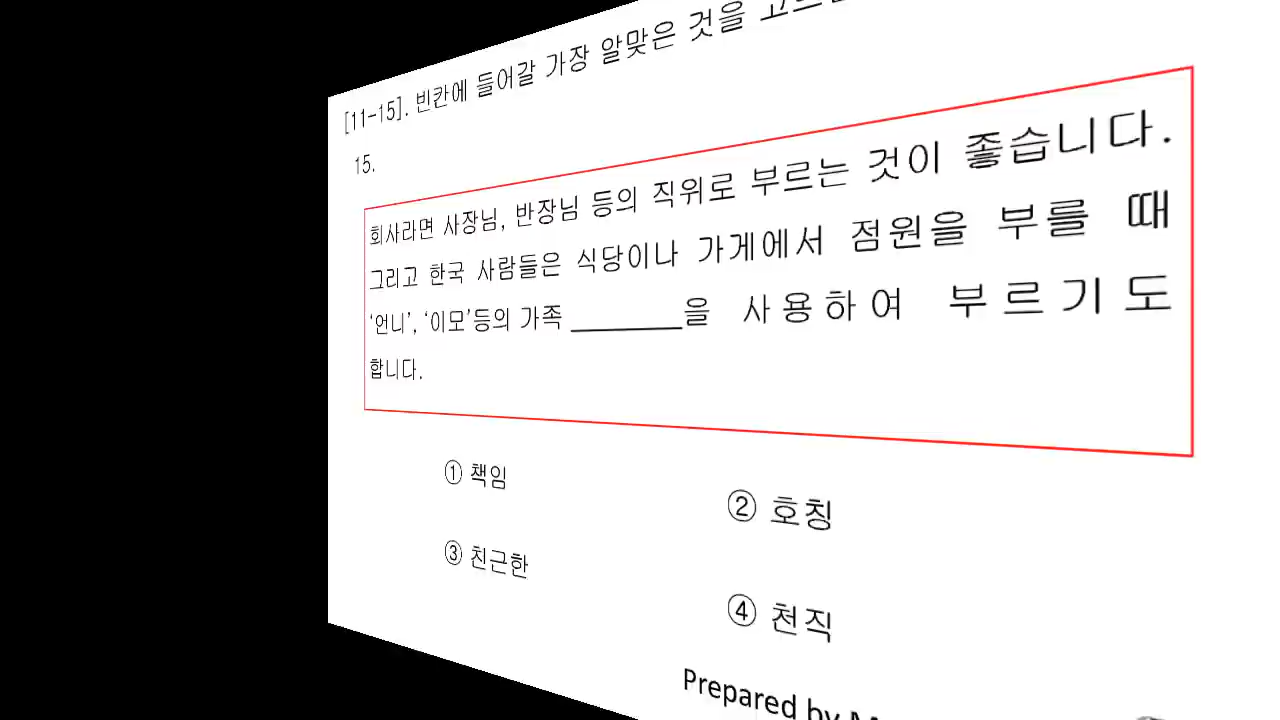 [11-15]. 빈칸에 들어갈 가장 알맞은 것을
15.
회사라면 사장님, 반장님 등의 직위로 부르는 것이 좋습니다.
그리고 한국 사람들은 식당이나 가게에서 점원을 부를 때
‘언니’, ‘이모’등의 가족 ________을 사용하여 부르기도
합니다.
① 책임
② 호칭
③ 친근한
④ 천직
Prepared by